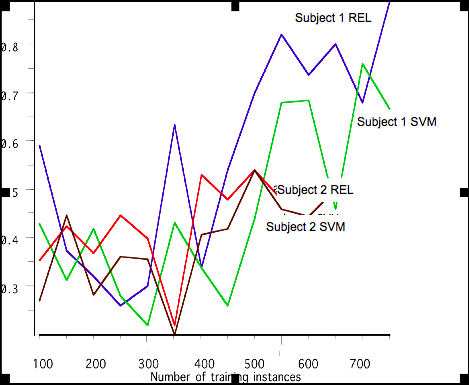 Subject 1 REL
0.8
0.7
Subject 1 SVM
0.6
0.5
Subject 2 REL
Subject 2 SVM
0.4
0.3
100 200 300 400 500 600 700
Number of training instances